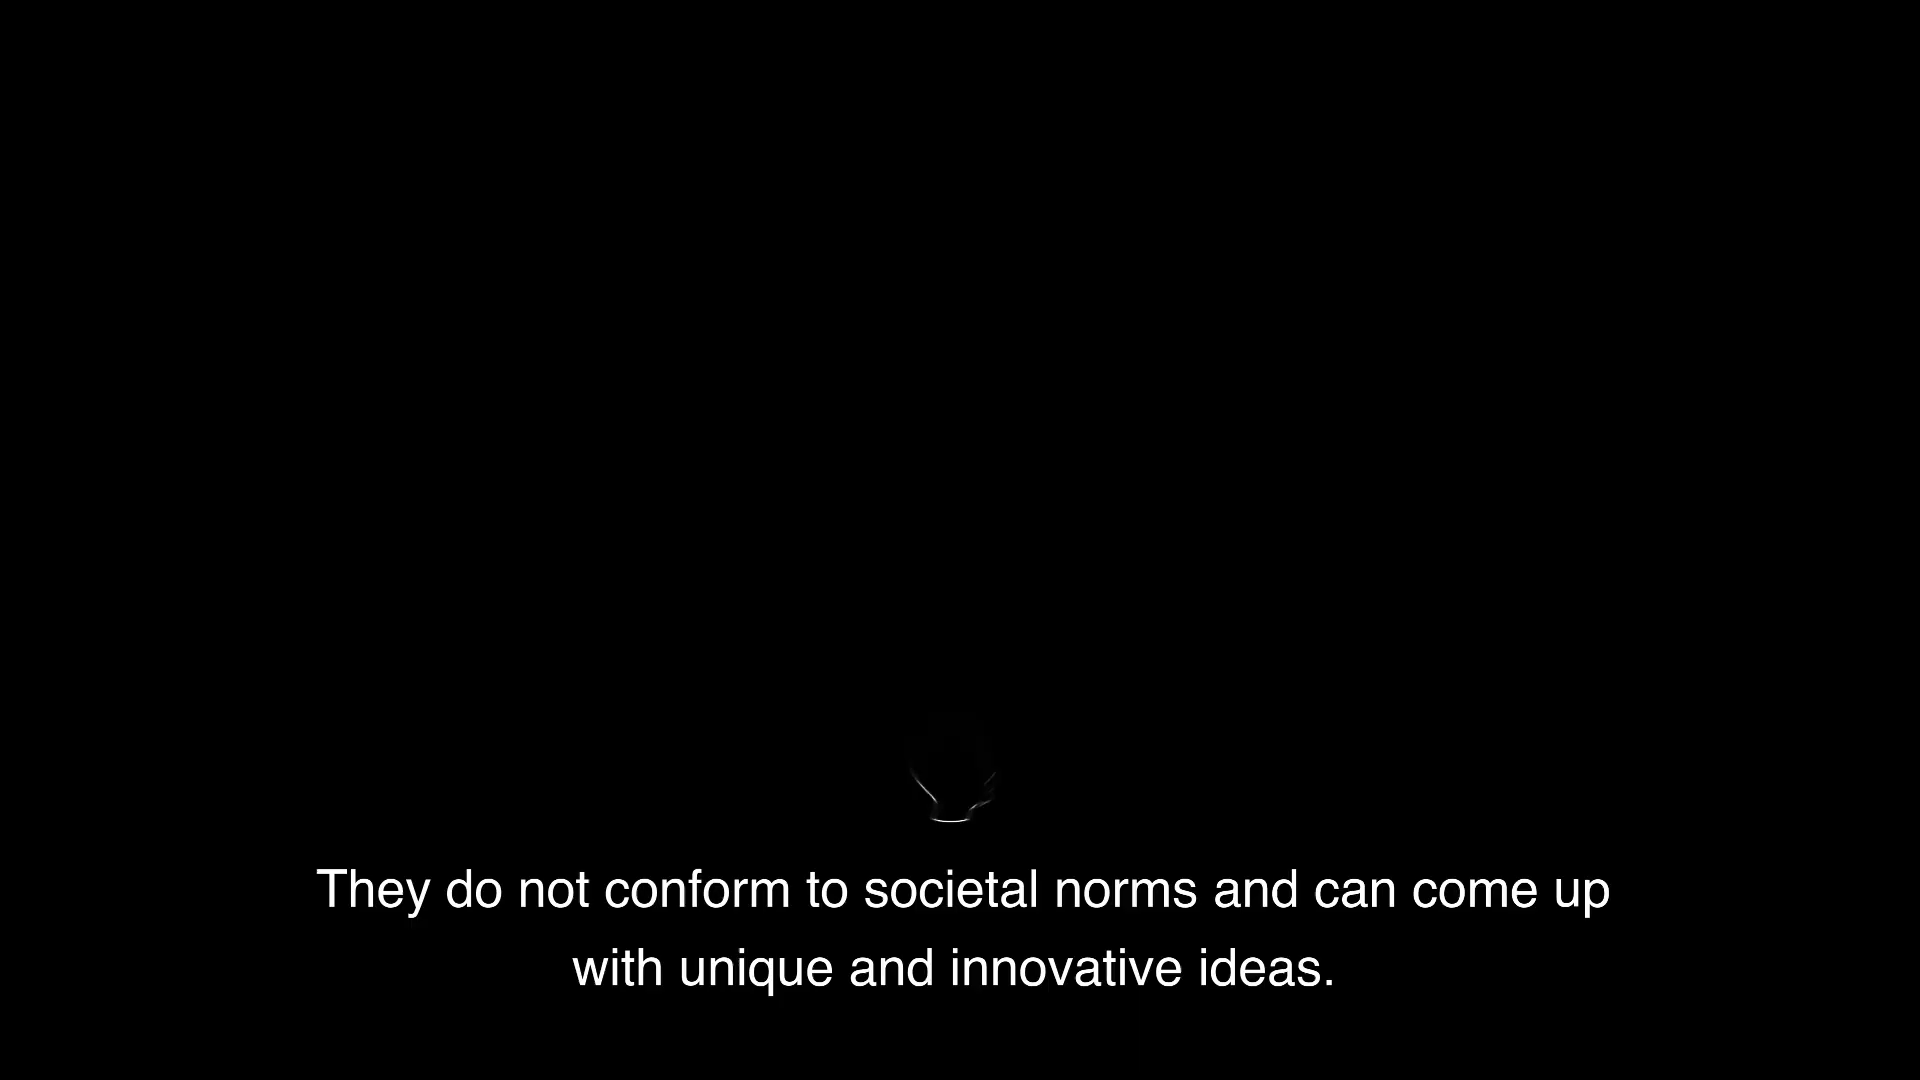 They do not conform to societal norms and can come up
with unique and innovative ideas.